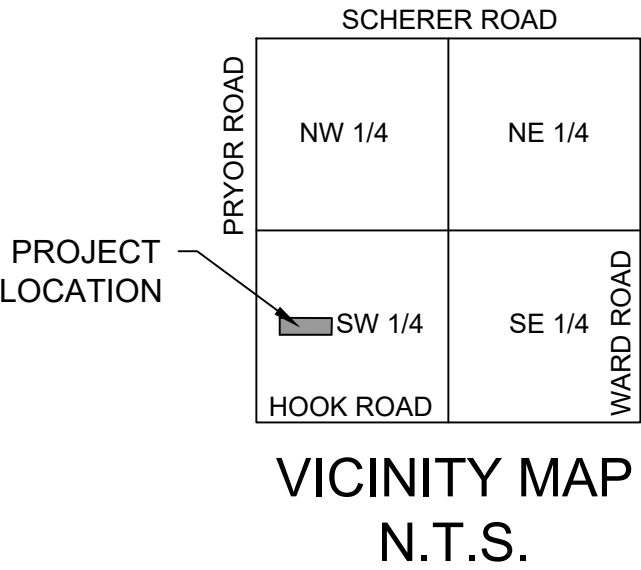 SCHERER ROAD
PRYOR ROAD
NW 1/4
NE 1/4
PROJECT
LOCATION
SW 1/4
SE 1/4
WARD ROAD
HOOK ROAD
VICINITY MAP
N.T.S.